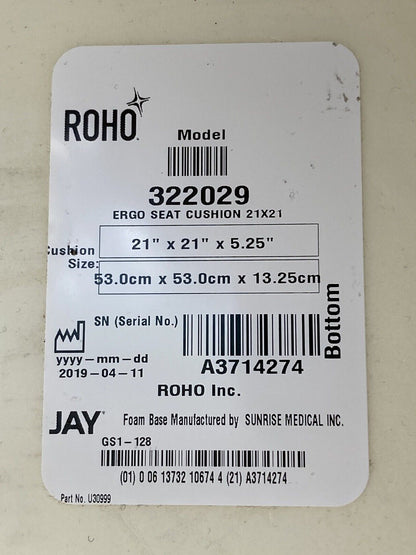 ROHO
Model
322029
ERGO SEAT CUSHION 21X21
Cushion Size:
21" x 21" x 5.25"
53.0cm x 53.0cm x 13.25cm
SN (Serial No.)
A3714274
Bottom
yyyy-mm-dd
2019-04-11
ROHO Inc.
JAY
Foam Base Manufactured by SUNRISE MEDICAL INC.
GS1-128
(01) 0 06 13732 10674 4 (21) A3714274
Part No. U30999